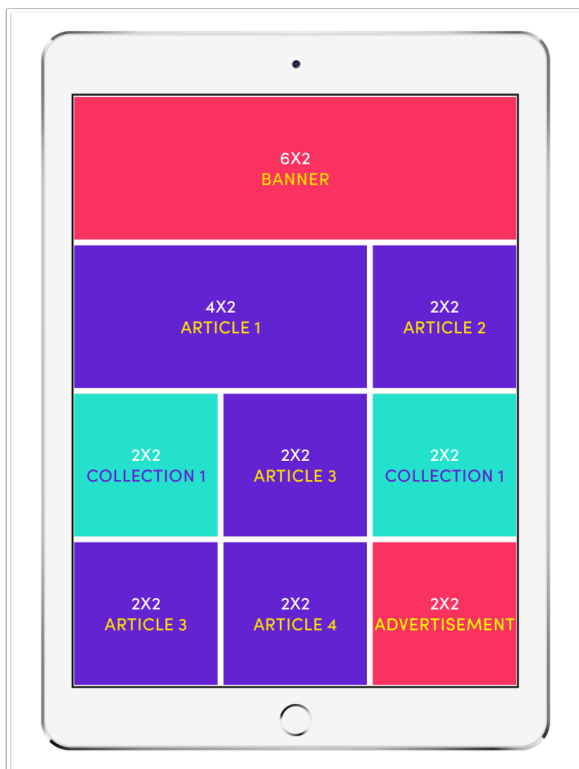 6X2
BANNER
4X2
ARTICLE 1
2X2
ARTICLE 2
2X2
COLLECTION 1
2X2
ARTICLE 3
2X2
COLLECTION 1
2X2
ARTICLE 3
2X2
ARTICLE 4
2X2
ADVERTISEMENT